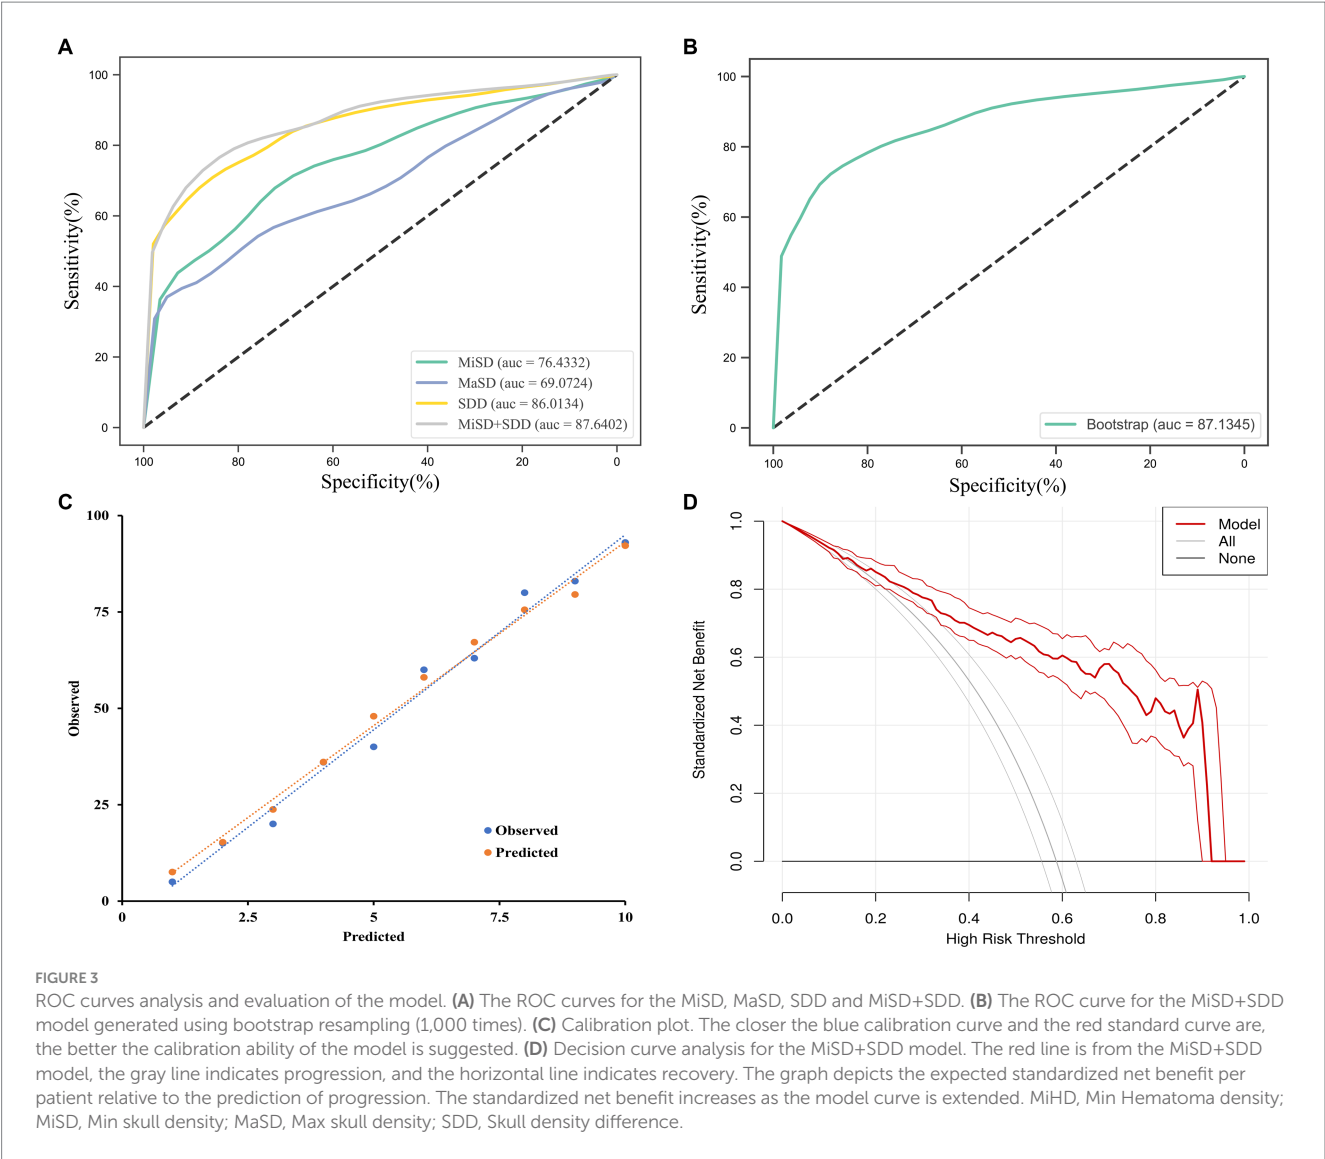 A
Sensitivity(%)
100
80
60
40
20
0
MiSD (auc = 76.4332)
MaSD (auc = 69.0724)
SDD (auc = 86.0134)
MiSD+SDD (auc = 87.6402)
100 80 60 40 20 0
Specificity(%)
B
Sensitivity(%)
100
80
60
40
20
0
Bootstrap (auc = 87.1345)
100 80 60 40 20 0
Specificity(%)
C
Observed
100
75
50
25
0
Observed
Predicted
0 2.5 5 7.5 10
Predicted
D
Standardized Net Benefit
1.0
0.8
0.6
0.4
0.2
0.0
Model
All
None
0.0 0.2 0.4 0.6 0.8 1.0
High Risk Threshold
FIGURE 3
ROC curves analysis and evaluation of the model. (A) The ROC curves for the MiSD, MaSD, SDD and MiSD+SDD. (B) The ROC curve for the MiSD+SDD
model generated using bootstrap resampling (1,000 times). (C) Calibration plot. The closer the blue calibration curve and the red standard curve are,
the better the calibration ability of the model is suggested. (D) Decision curve analysis for the MiSD+SDD model. The red line is from the MiSD+SDD
model, the gray line indicates progression, and the horizontal line indicates recovery. The graph depicts the expected standardized net benefit per
patient relative to the prediction of progression. The standardized net benefit increases as the model curve is extended. MiHD, Min Hematoma density;
MiSD, Min skull density; MaSD, Max skull density; SDD, Skull density difference.